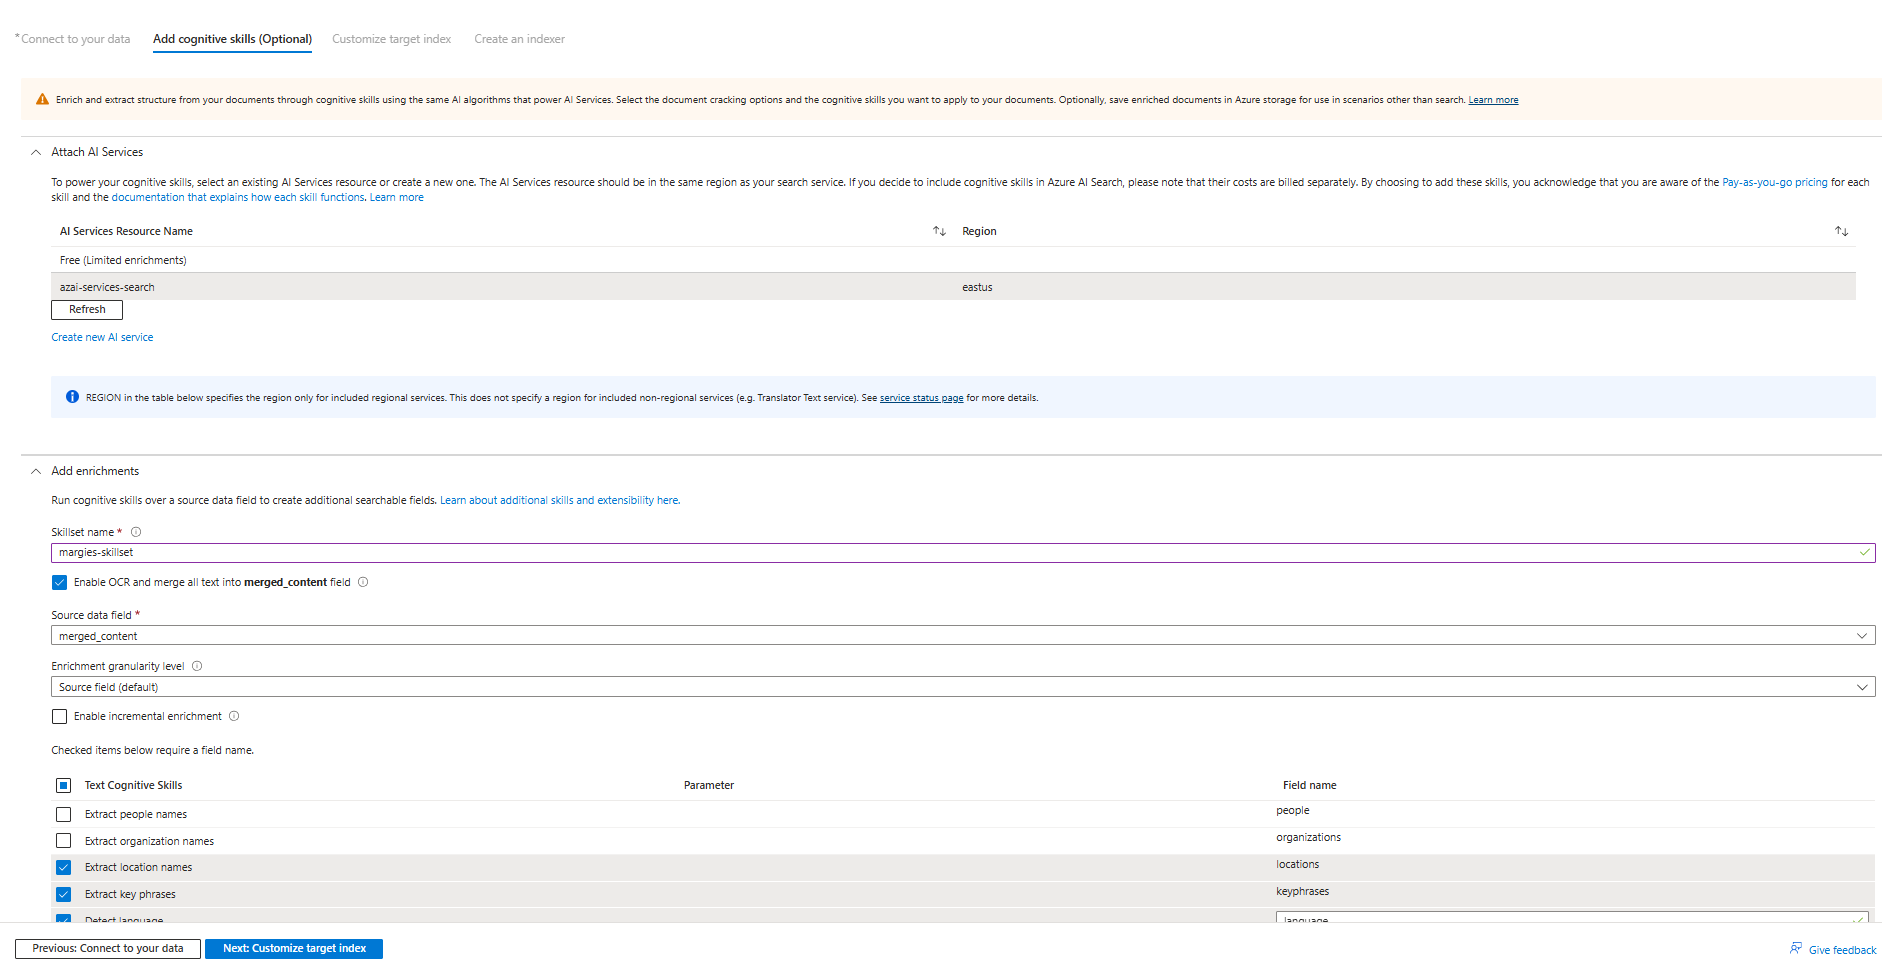 *Connect to your data Add cognitive skills (Optional) Customize target index Create an indexer
Enrich and extract structure from your documents through cognitive skills using the same AI algorithms that power AI Services. Select the document cracking options and the cognitive skills you want to apply to your documents. Optionally, save enriched documents in Azure storage for use in scenarios other than search. Learn more
Attach AI Services
To power your cognitive skills, select an existing AI Services resource or create a new one. The AI Services resource should be in the same region as your search service. If you decide to include cognitive skills in Azure AI Search, please note that their costs are billed separately. By choosing to add these skills, you acknowledge that you are aware of the Pay-as-you-go pricing for each
skill and the documentation that explains how each skill functions. Learn more
AI Services Resource Name Region
Free (Limited enrichments)
azai-services-search eastus
Refresh
Create new AI service
REGION in the table below specifies the region only for included regional services. This does not specify a region for included non-regional services (e.g. Translator Text service). See service status page for more details.
Add enrichments
Run cognitive skills over a source data field to create additional searchable fields. Learn about additional skills and extensibility here.
Skillset name *
margies-skillset
Enable OCR and merge all text into merged_content field
Source data field *
merged_content
Enrichment granularity level
Source field (default)
Enable incremental enrichment
Checked items below require a field name.
Text Cognitive Skills Parameter Field name
Extract people names people
Extract organization names organizations
Extract location names locations
Extract key phrases keyphrases
Detect language language
Previous: Connect to your data Next: Customize target index Give feedback